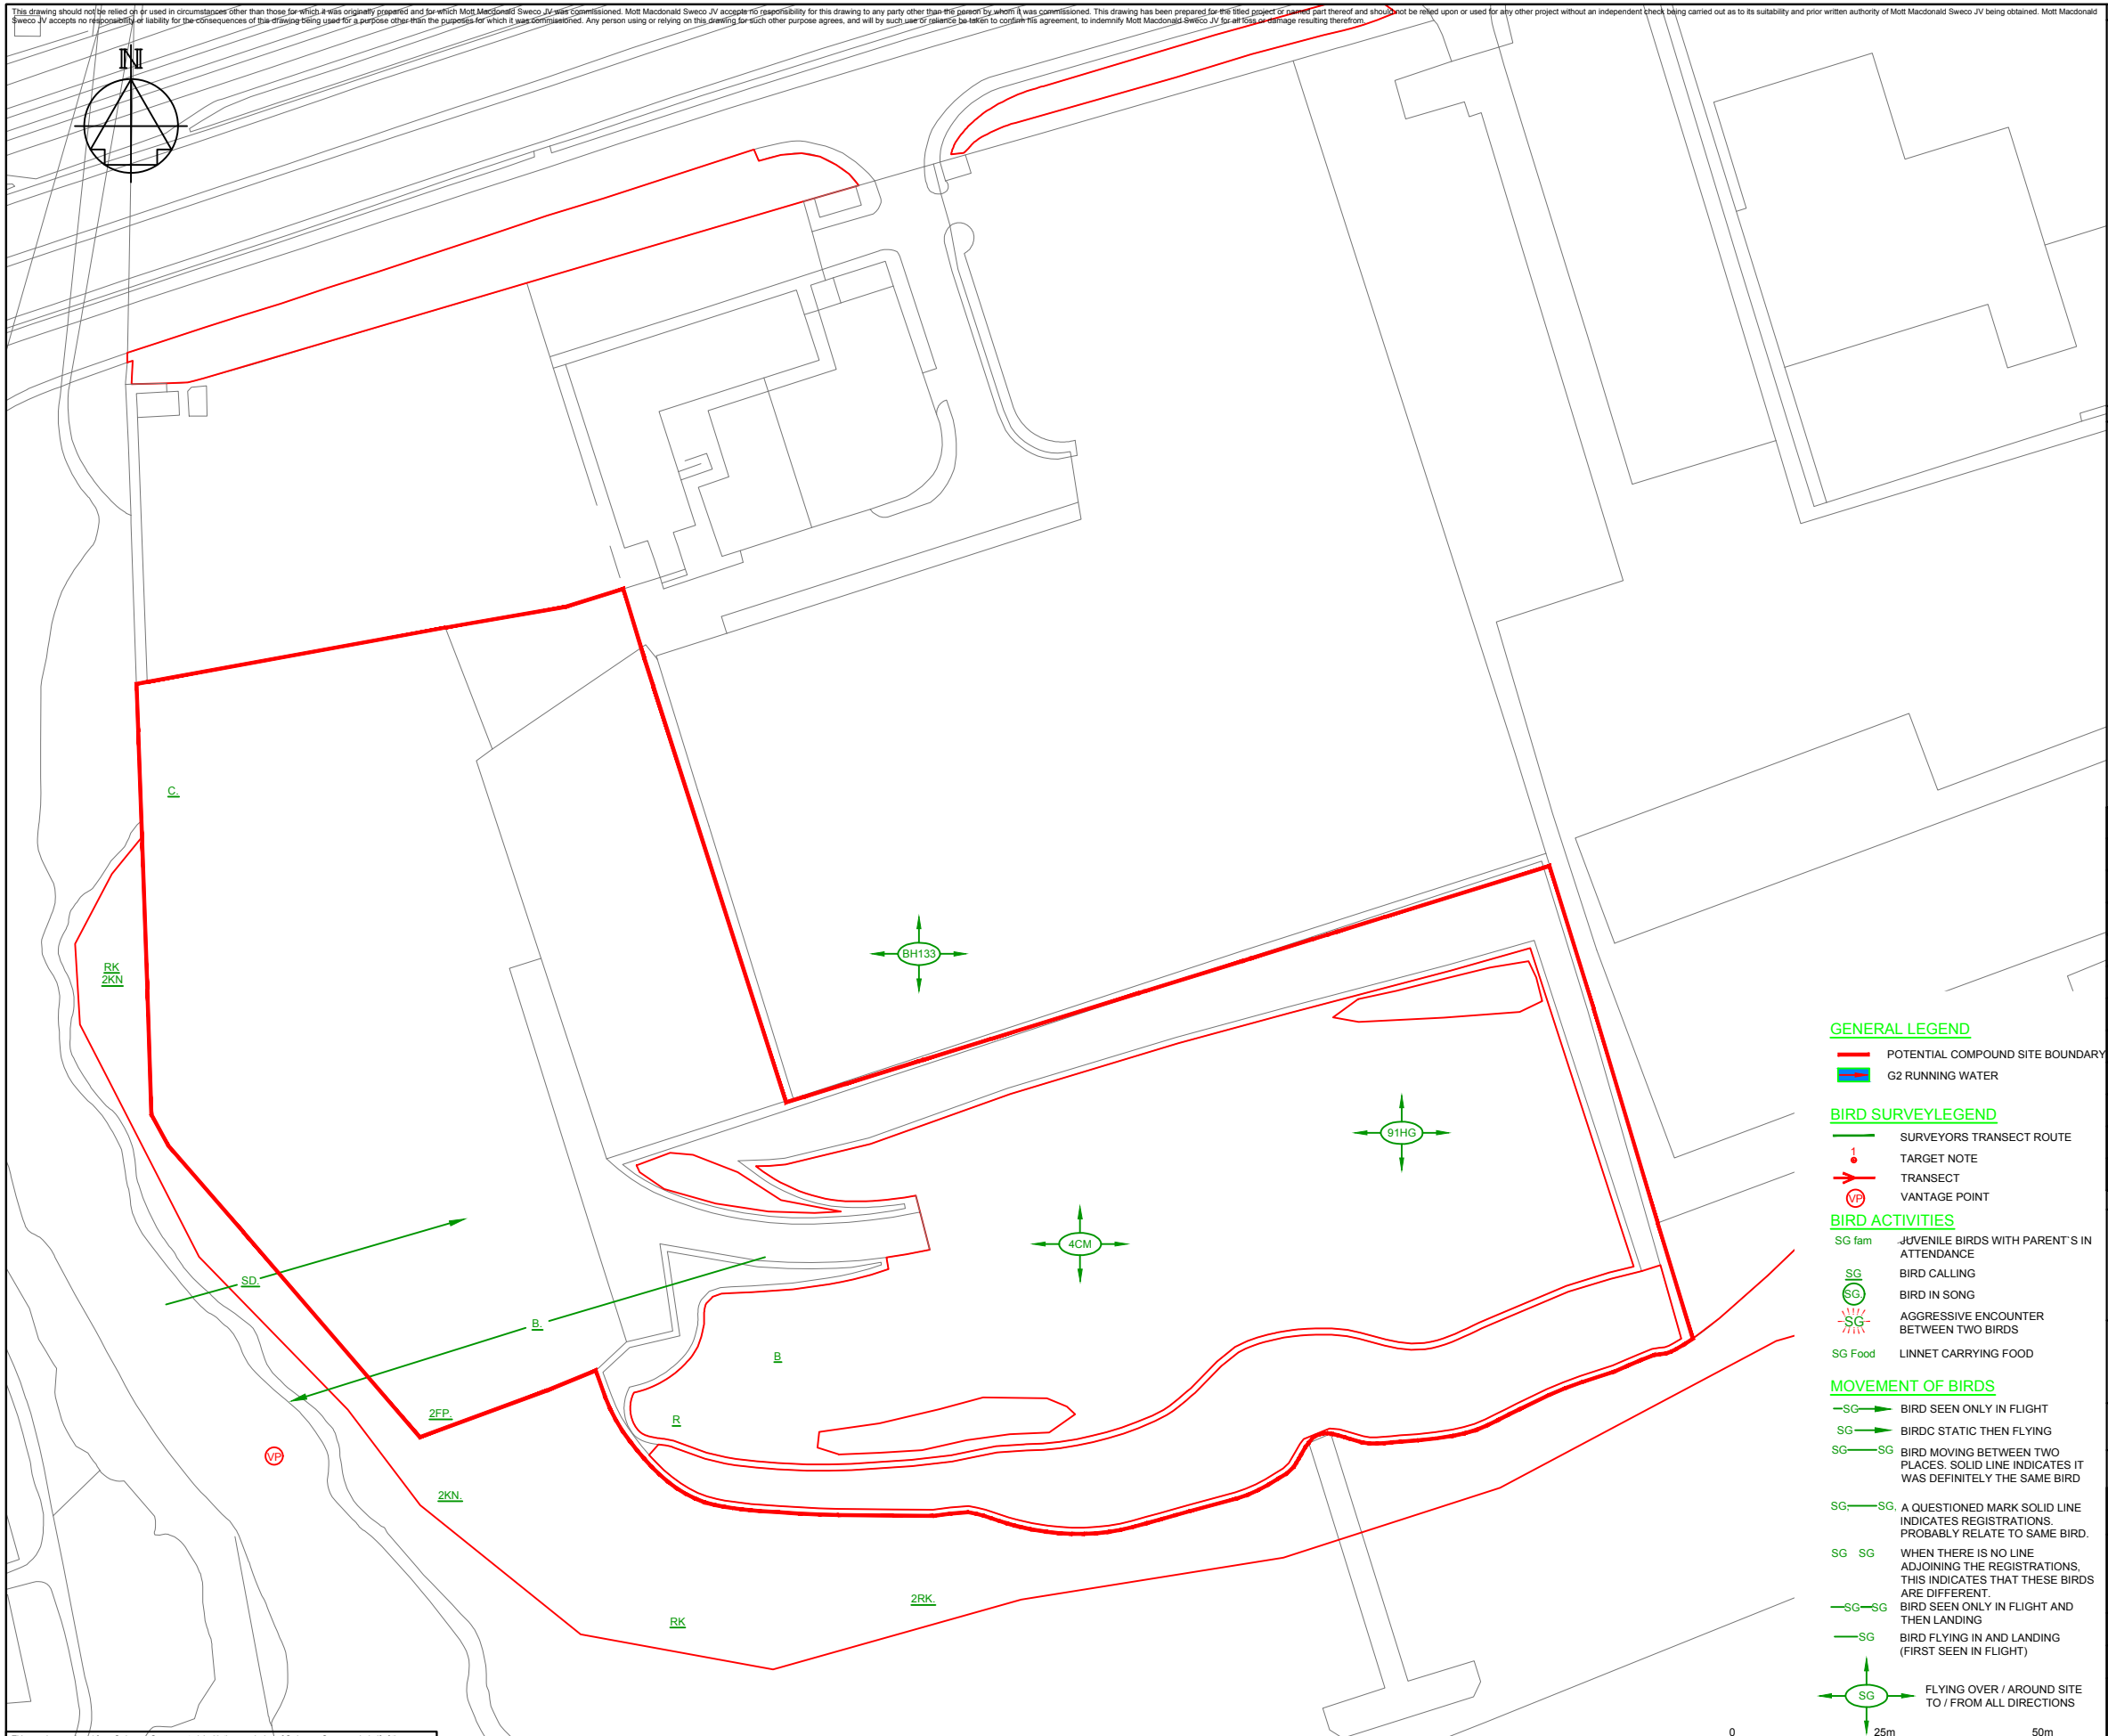 This drawing should not be relied on or used in circumstances other than those for which it was originally prepared and for which Mott Macdonald Sweco JV was commissioned. Mott Macdonald Sweco JV accepts no responsibility for this drawing to any party other than the person by whom it was commissioned. This drawing has been prepared for the titled project or named part thereof and should not be relied upon or used for any other project without an independent check being carried out as to its suitability and prior written authority of Mott Macdonald Sweco JV being obtained. Mott Macdonald
Sweco JV accepts no responsibility or liability for the consequences of this drawing being used for a purpose other than the purposes for which it was commissioned. Any person using or relying on this drawing for such other purpose agrees, and will by such use or reliance be taken to confirm his agreement, to indemnify Mott Macdonald Sweco JV for all loss or damage resulting therefrom.
N
C.
BH133
RK
2KN
91HG
4CM
SD.
B.
B
2FP.
R
VP
2KN.
2RK.
RK
GENERAL LEGEND
POTENTIAL COMPOUND SITE BOUNDARY
G2 RUNNING WATER
BIRD SURVEYLEGEND
SURVEYORS TRANSECT ROUTE
1 TARGET NOTE
TRANSECT
VP VANTAGE POINT
BIRD ACTIVITIES
SG fam JUVENILE BIRDS WITH PARENT`S IN
ATTENDANCE
SG BIRD CALLING
SG. BIRD IN SONG
SG AGGRESSIVE ENCOUNTER
BETWEEN TWO BIRDS
SG Food LINNET CARRYING FOOD
MOVEMENT OF BIRDS
SG BIRD SEEN ONLY IN FLIGHT
SG BIRDC STATIC THEN FLYING
SG SG BIRD MOVING BETWEEN TWO
PLACES. SOLID LINE INDICATES IT
WAS DEFINITELY THE SAME BIRD
SG. SG. A QUESTIONED MARK SOLID LINE
INDICATES REGISTRATIONS.
PROBABLY RELATE TO SAME BIRD.
SG SG WHEN THERE IS NO LINE
ADJOINING THE REGISTRATIONS,
THIS INDICATES THAT THESE BIRDS
ARE DIFFERENT.
SG SG BIRD SEEN ONLY IN FLIGHT AND
THEN LANDING
SG BIRD FLYING IN AND LANDING
(FIRST SEEN IN FLIGHT)
SG FLYING OVER / AROUND SITE
TO / FROM ALL DIRECTIONS
0 25m 50m